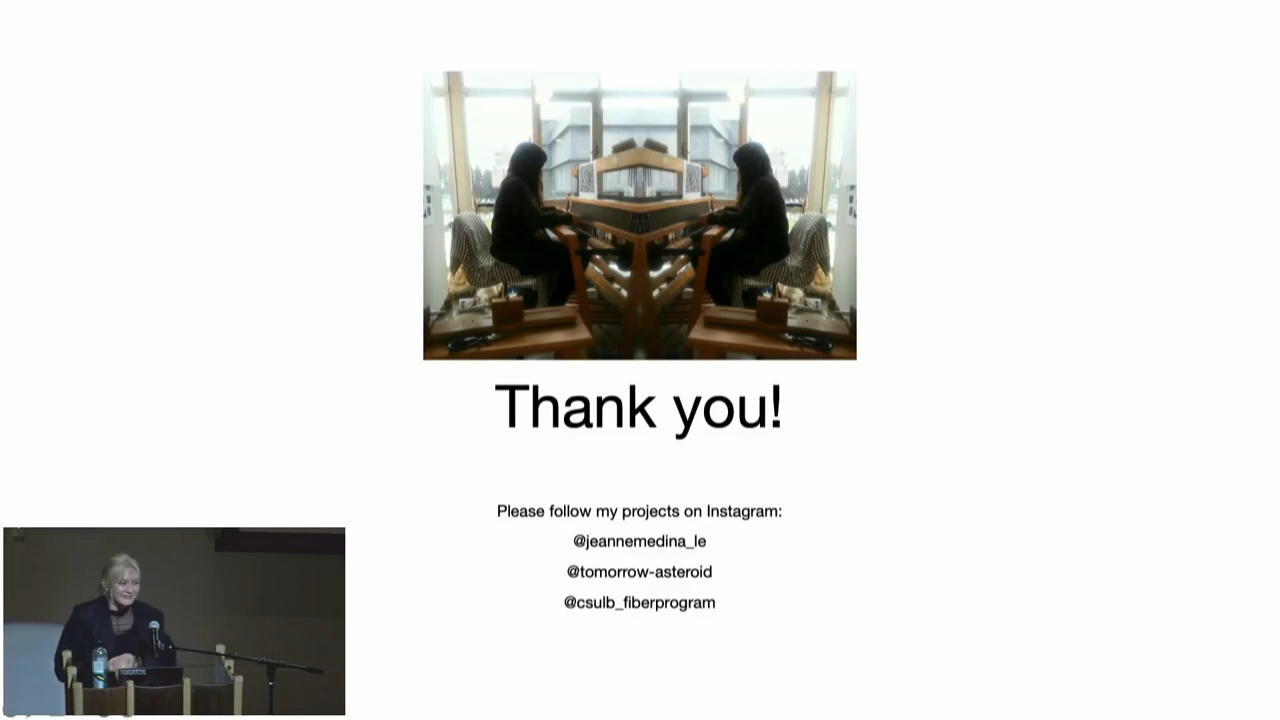 Thank you!
Please follow my projects on Instagram:
@jeannemedina_le
@tomorrow-asteroid
@csulb_fiberprogram